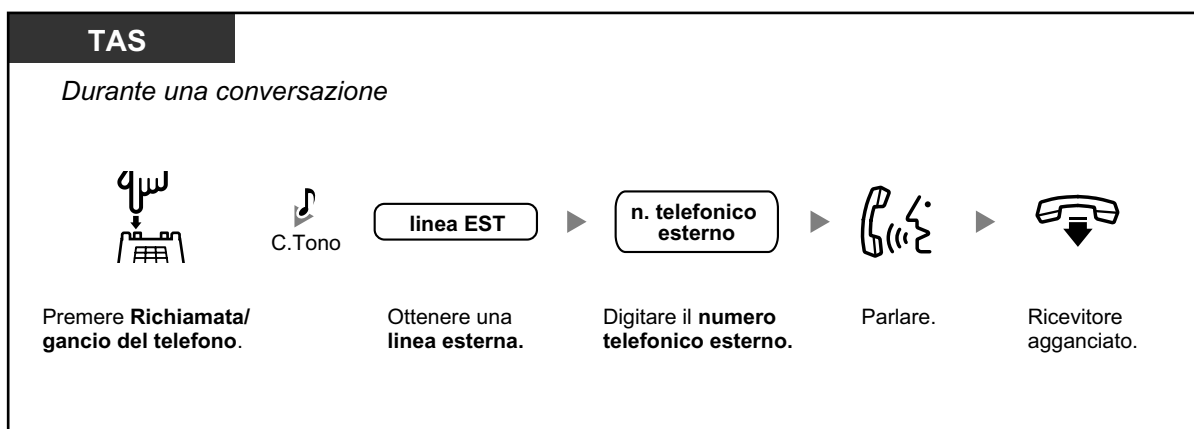 TAS
Durante una conversazione
C.Tono
linea EST
n. telefonico
esterno
Premere Richiamata/
gancio del telefono.
Ottenere una
linea esterna.
Digitare il numero
telefonico esterno.
Parlare.
Ricevitore
agganciato.